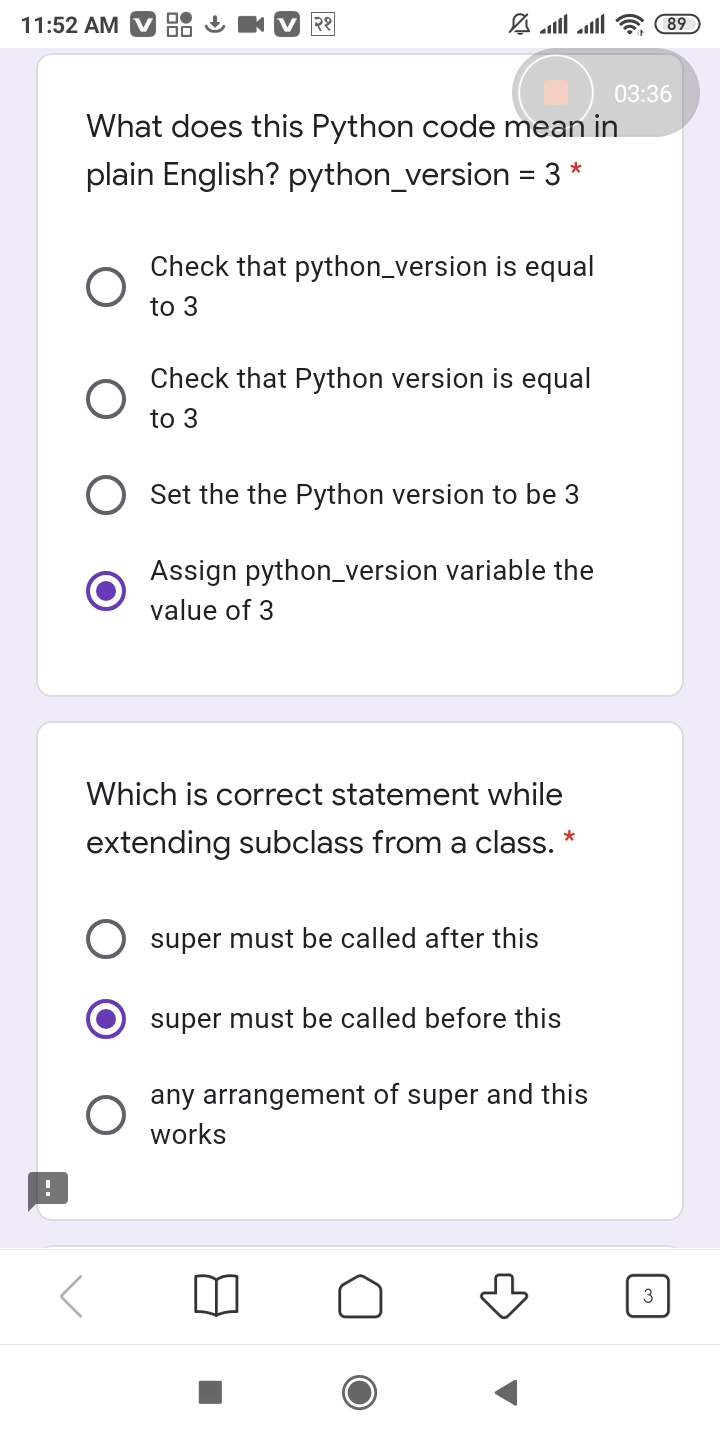 11:52 AM २१ 89
03:36
What does this Python code mean in
plain English? python_version = 3 *
Check that python_version is equal
to 3
Check that Python version is equal
to 3
Set the the Python version to be 3
Assign python_version variable the
value of 3
Which is correct statement while
extending subclass from a class. *
super must be called after this
super must be called before this
any arrangement of super and this
works
3